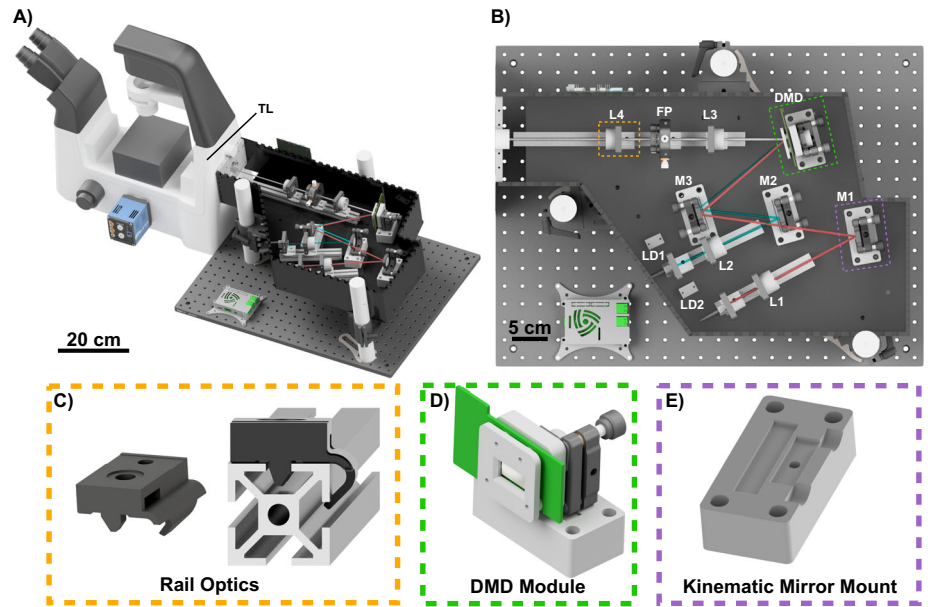 A)
TL
20 cm
B)
DMD
L4
FP
L3
M3
M2
M1
LD1
L2
LD2
L1
5 cm
C)
Rail Optics
D)
DMD Module
E)
Kinematic Mirror Mount